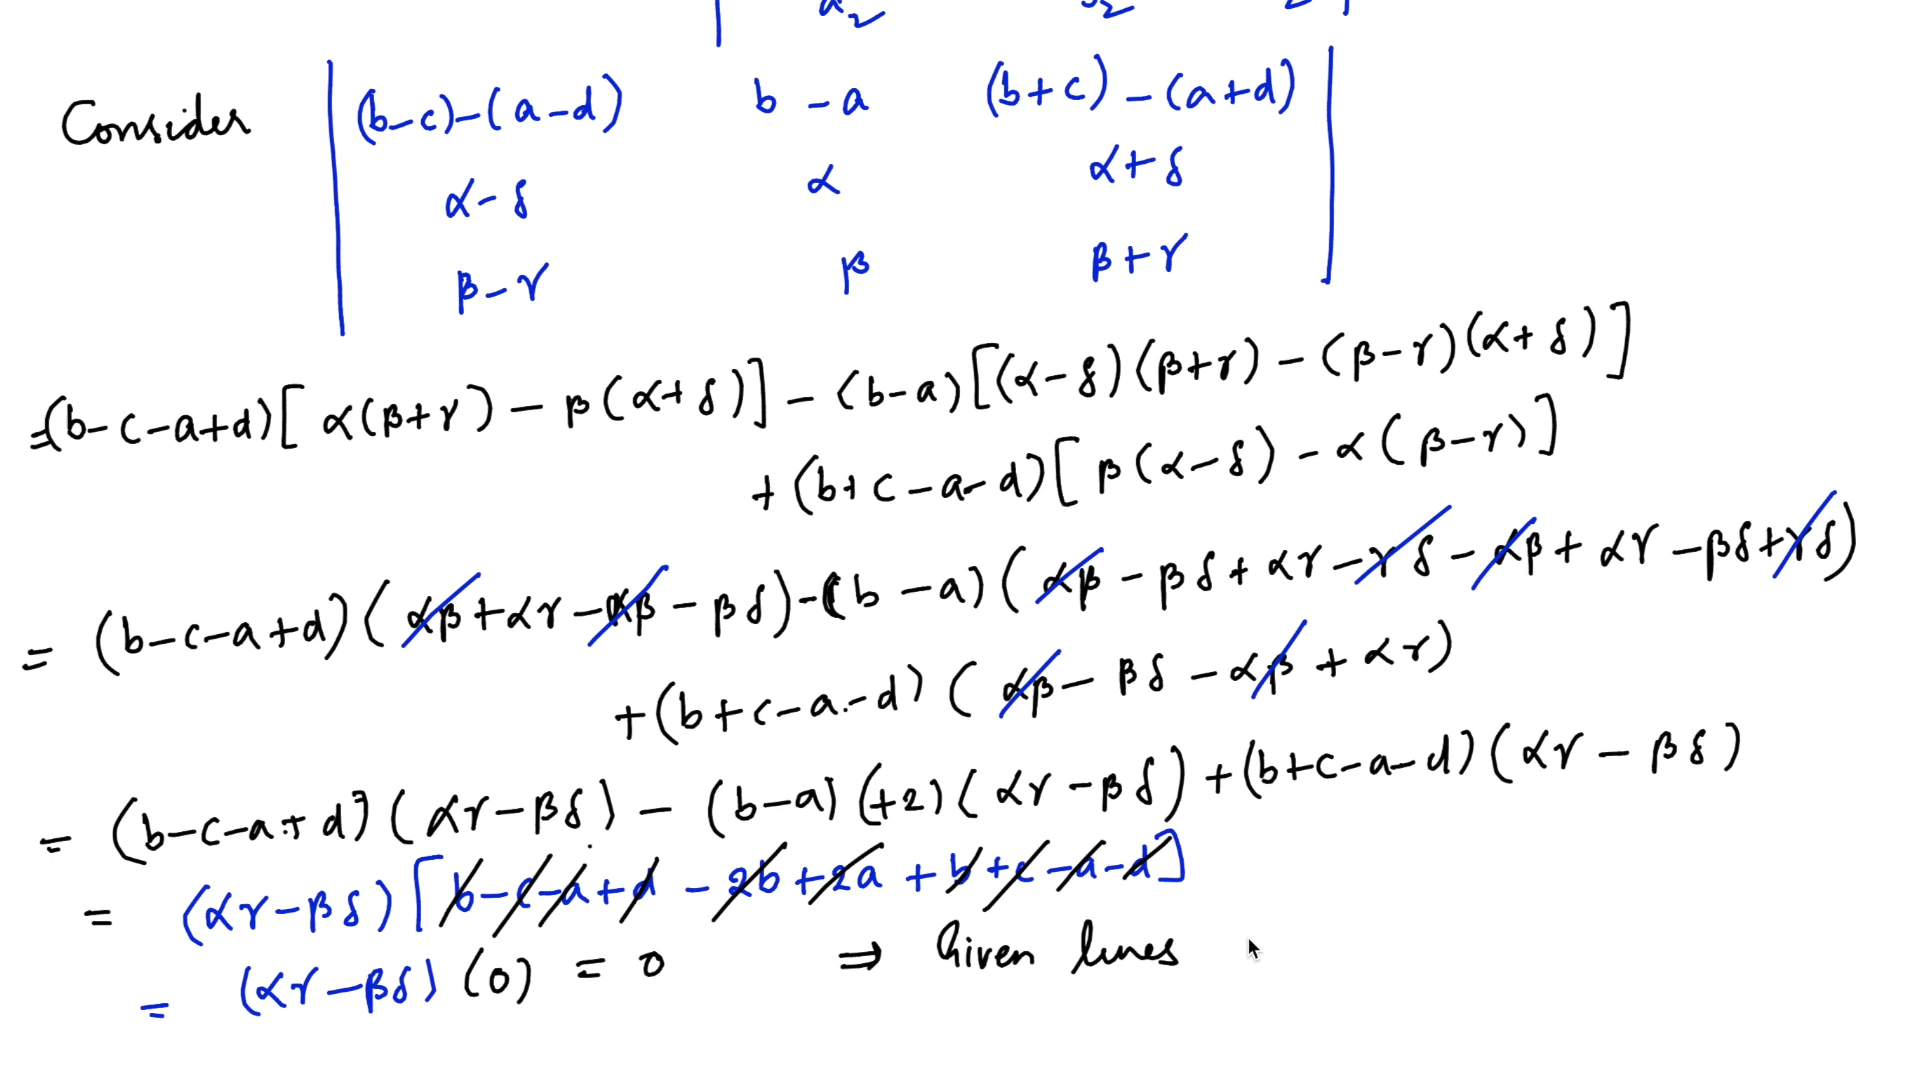 a₂
Consider | (b-c)-(a-d) b - a (b+c) - (a+d) |
α-δ α α+δ
β-γ β β+γ
=(b-c-a+d)[α(β+γ) - β(α+δ)] - (b-a)[(α-δ)(β+γ) - (β-γ)(α+δ)]
+ (b+c-a-d)[β(α-δ) - α(β-γ)]
= (b-c-a+d)(αβ+αγ-αβ-βδ)-(b-a)(αβ-βδ+αγ-γδ-αβ+αγ-βδ+γδ)
+(b+c-a-d)(αβ-βδ-αβ+αγ)
= (b-c-a+d)(αγ-βδ) - (b-a)(+2)(αγ-βδ)+(b+c-a-d)(αγ-βδ)
= (αγ-βδ)[b-c-a+d-2b+2a+b+c-a-d]
= (αγ-βδ)(0) = 0 ⇒ Given lines